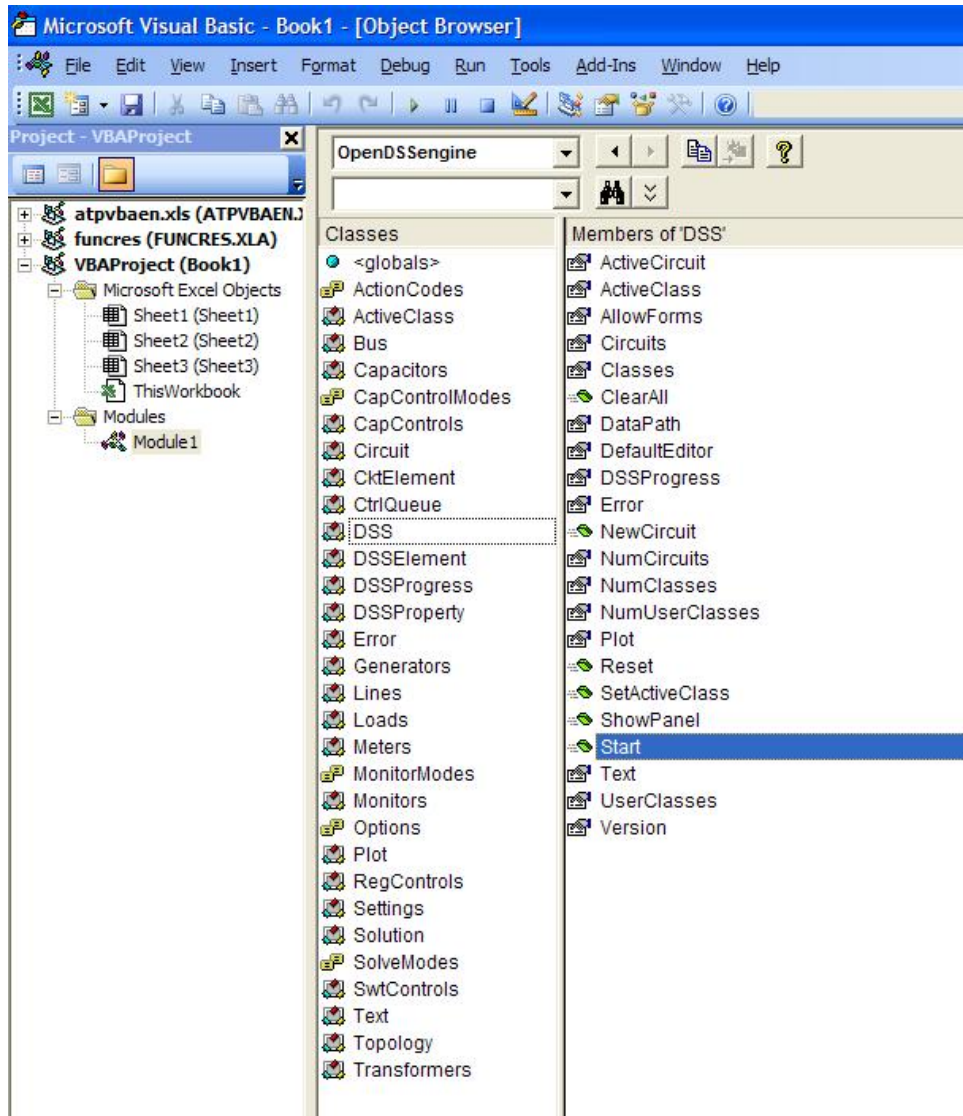 Microsoft Visual Basic - Book1 - [Object Browser]
File Edit View Insert Format Debug Run Tools Add-Ins Window Help
Project - VBAProject
atpvbaen.xls (ATPVBAEN.X
funcres (FUNCRES.XLA)
VBAProject (Book1)
Microsoft Excel Objects
Sheet1 (Sheet1)
Sheet2 (Sheet2)
Sheet3 (Sheet3)
ThisWorkbook
Modules
Module1
OpenDSSengine
Classes
<globals>
ActionCodes
ActiveClass
Bus
Capacitors
CapControlModes
CapControls
Circuit
CktElement
CtrlQueue
DSS
DSSElement
DSSProgress
DSSProperty
Error
Generators
Lines
Loads
Meters
MonitorModes
Monitors
Options
Plot
RegControls
Settings
Solution
SolveModes
SwtControls
Text
Topology
Transformers
Members of 'DSS'
ActiveCircuit
ActiveClass
AllowForms
Circuits
Classes
ClearAll
DataPath
DefaultEditor
DSSProgress
Error
NewCircuit
NumCircuits
NumClasses
NumUserClasses
Plot
Reset
SetActiveClass
ShowPanel
Start
Text
UserClasses
Version